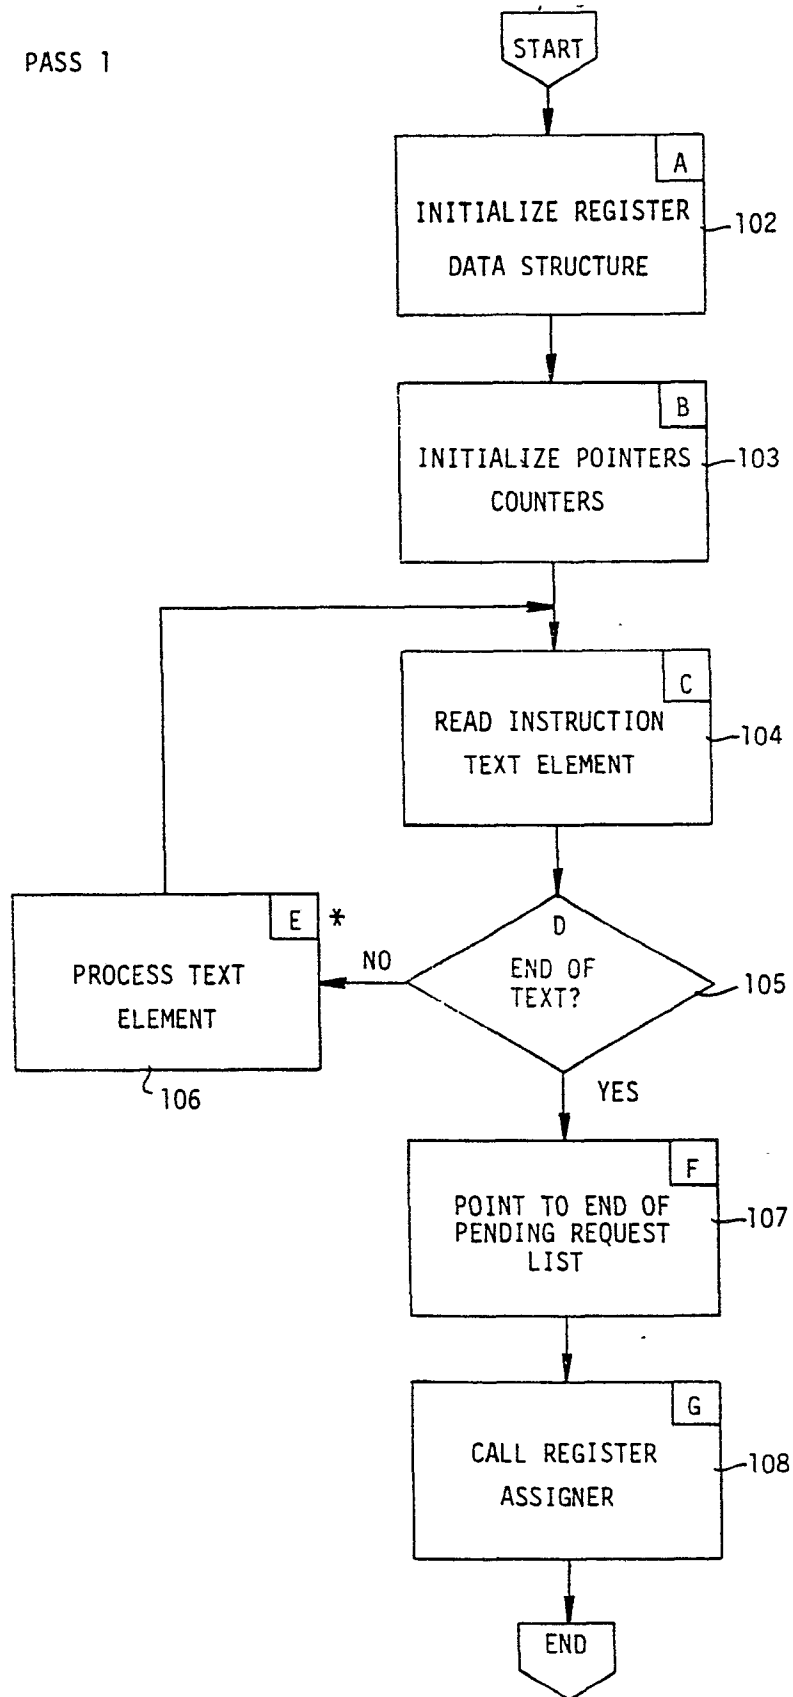 PASS 1
START
A
INITIALIZE REGISTER
DATA STRUCTURE
102
B
INITIALIZE POINTERS
COUNTERS
103
C
READ INSTRUCTION
TEXT ELEMENT
104
D
END OF
TEXT?
105
NO
E *
PROCESS TEXT
ELEMENT
106
YES
F
POINT TO END OF
PENDING REQUEST
LIST
107
G
CALL REGISTER
ASSIGNER
108
END